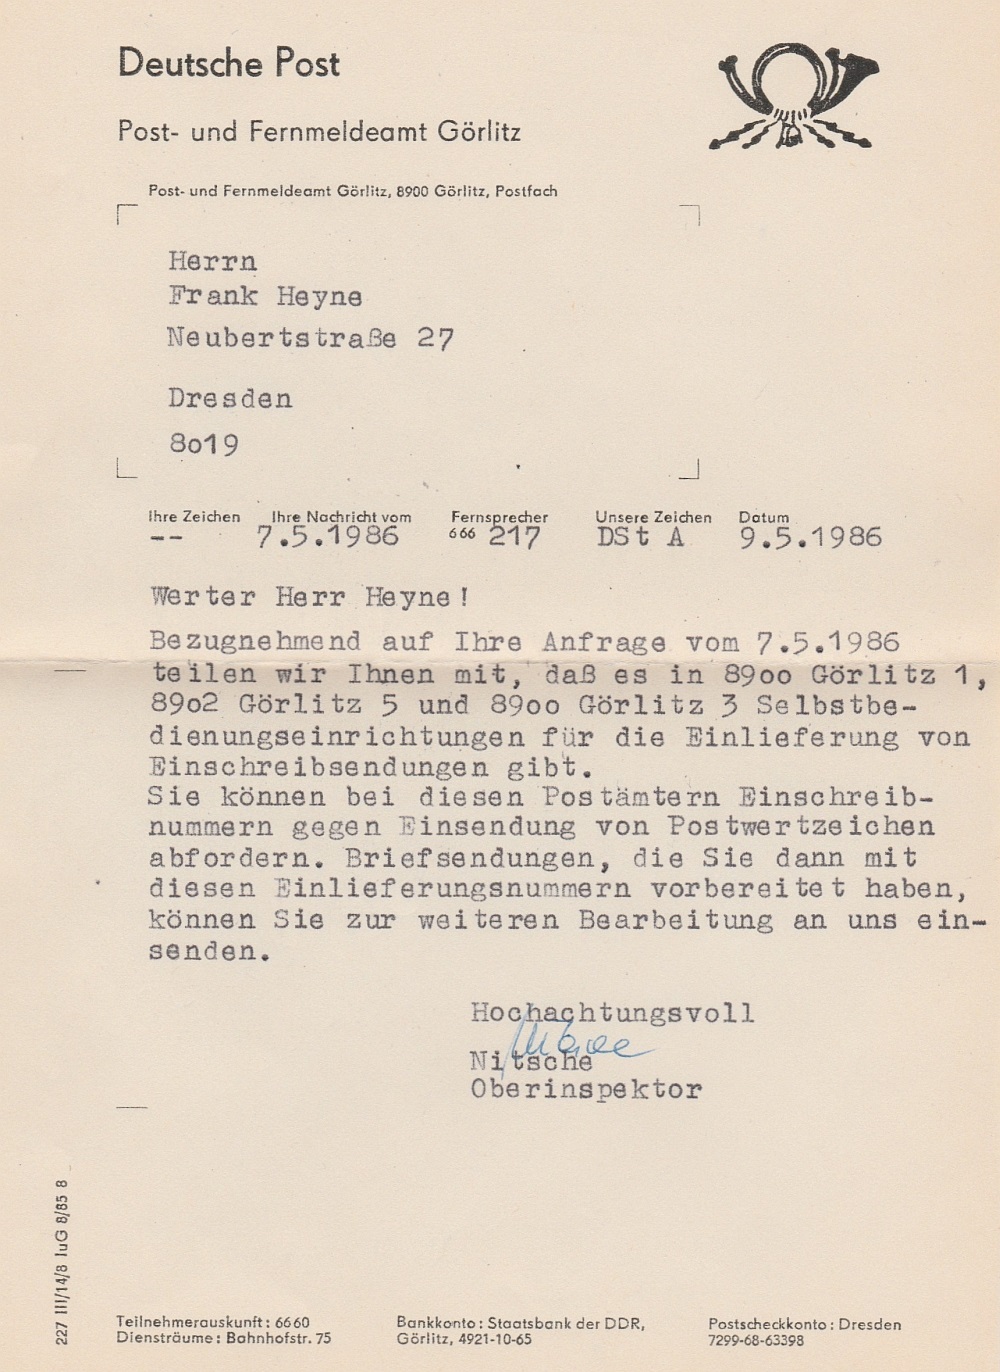 Deutsche Post
Post- und Fernmeldeamt Görlitz
Post- und Fernmeldeamt Görlitz, 8900 Görlitz, Postfach
Herrn
Frank Heyne
Neubertstraße 27
Dresden
8o19
Ihre Zeichen Ihre Nachricht vom Fernsprecher Unsere Zeichen Datum
-- 7.5.1986 666 217 DSt A 9.5.1986
Werter Herr Heyne!
Bezugnehmend auf Ihre Anfrage vom 7.5.1986
teilen wir Ihnen mit, daß es in 89oo Görlitz 1,
89o2 Görlitz 5 und 89oo Görlitz 3 Selbstbe-
dienungseinrichtungen für die Einlieferung von
Einschreibsendungen gibt.
Sie können bei diesen Postämtern Einschreib-
nummern gegen Einsendung von Postwertzeichen
abfordern. Briefsendungen, die Sie dann mit
diesen Einlieferungsnummern vorbereitet haben,
können Sie zur weiteren Bearbeitung an uns ein-
senden.
Hochachtungsvoll
Nitsche
Oberinspektor
227 III/14/8 IuG 8/85 8
Teilnehmerauskunft: 6660 Bankkonto: Staatsbank der DDR, Postscheckkonto: Dresden
Diensträume: Bahnhofstr. 75 Görlitz, 4921-10-65 7299-68-63398